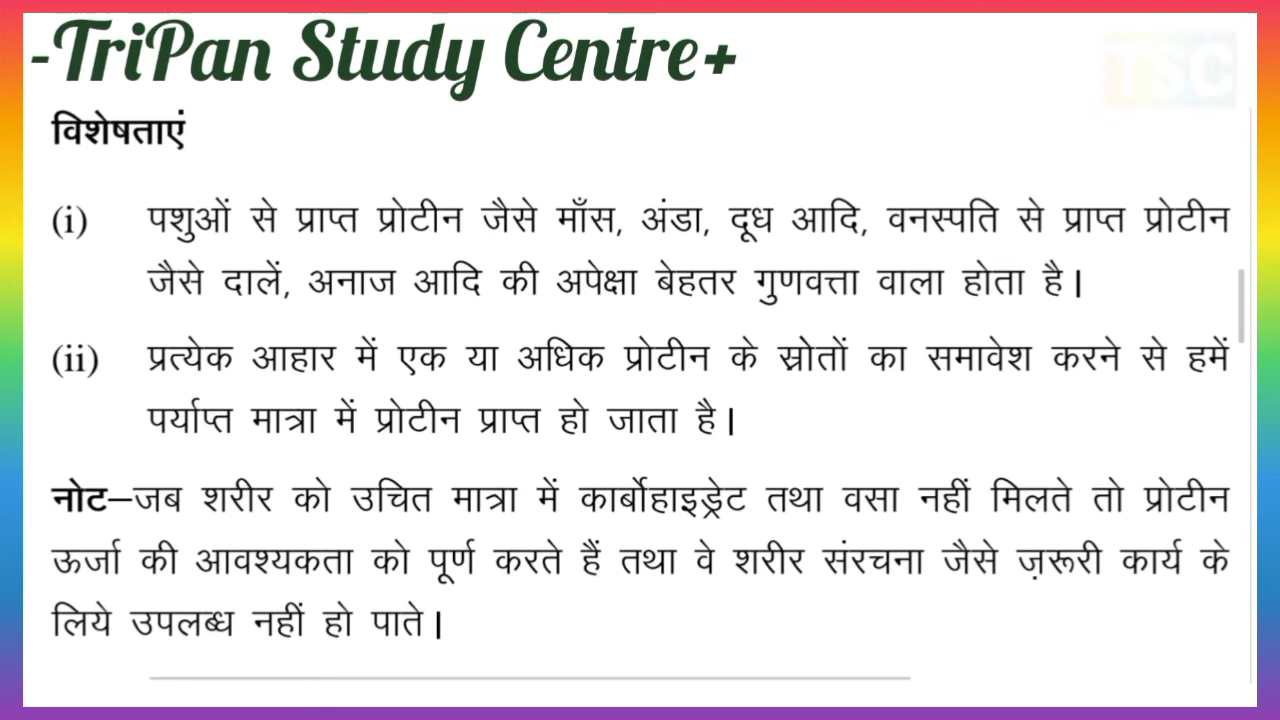 -TriPan Study Centre+
TSC
विशेषताएं
(i) पशुओं से प्राप्त प्रोटीन जैसे माँस, अंडा, दूध आदि, वनस्पति से प्राप्त प्रोटीन
जैसे दालें, अनाज आदि की अपेक्षा बेहतर गुणवत्ता वाला होता है।
(ii) प्रत्येक आहार में एक या अधिक प्रोटीन के स्रोतों का समावेश करने से हमें
पर्याप्त मात्रा में प्रोटीन प्राप्त हो जाता है।
नोट–जब शरीर को उचित मात्रा में कार्बोहाइड्रेट तथा वसा नहीं मिलते तो प्रोटीन
ऊर्जा की आवश्यकता को पूर्ण करते हैं तथा वे शरीर संरचना जैसे ज़रूरी कार्य के
लिये उपलब्ध नहीं हो पाते।